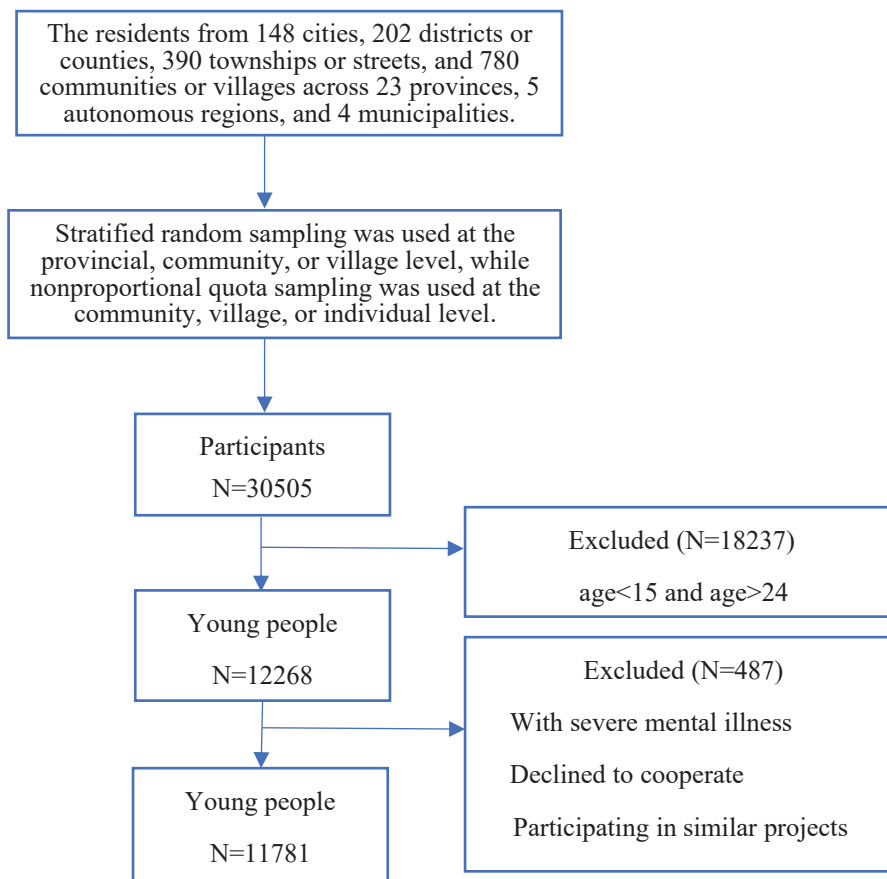 The residents from 148 cities, 202 districts or
counties, 390 townships or streets, and 780
communities or villages across 23 provinces, 5
autonomous regions, and 4 municipalities.
Stratified random sampling was used at the
provincial, community, or village level, while
nonproportional quota sampling was used at the
community, village, or individual level.
Participants
N=30505
Excluded (N=18237)
age<15 and age>24
Young people
N=12268
Excluded (N=487)
With severe mental illness
Declined to cooperate
Participating in similar projects
Young people
N=11781